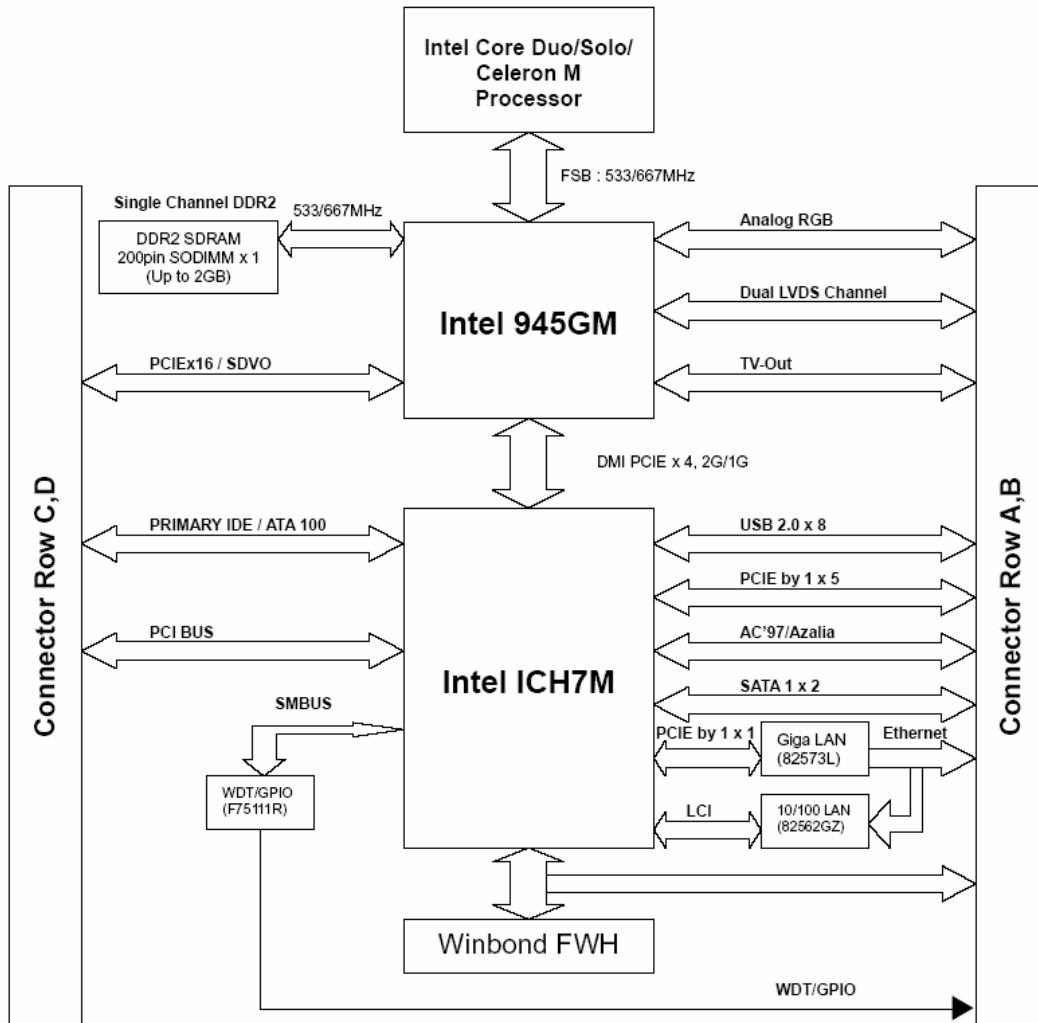 Intel Core Duo/Solo/
Celeron M
Processor
FSB : 533/667MHz
Single Channel DDR2
533/667MHz
DDR2 SDRAM
200pin SODIMM x 1
(Up to 2GB)
Analog RGB
Intel 945GM
Dual LVDS Channel
PCIEx16 / SDVO
TV-Out
DMI PCIE x 4, 2G/1G
Connector Row C,D
Connector Row A,B
PRIMARY IDE / ATA 100
USB 2.0 x 8
PCIE by 1 x 5
PCI BUS
AC'97/Azalia
Intel ICH7M
SATA 1 x 2
SMBUS
PCIE by 1 x 1
Giga LAN
(82573L)
Ethernet
WDT/GPIO
(F75111R)
LCI
10/100 LAN
(82562GZ)
Winbond FWH
WDT/GPIO